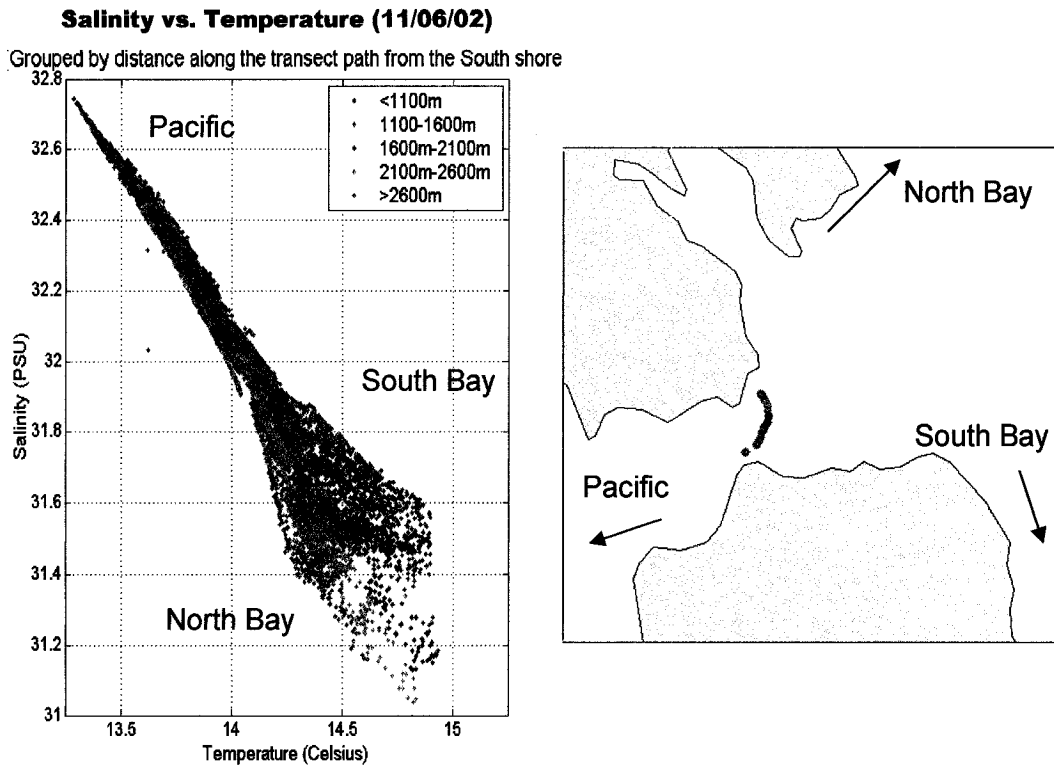 Salinity vs. Temperature (11/06/02)
Grouped by distance along the transect path from the South shore
32.8
32.6
32.4
32.2
32
31.8
31.6
31.4
31.2
31
Salinity (PSU)
13.5
14
14.5
15
Temperature (Celsius)
<1100m
1100-1600m
1600m-2100m
2100m-2600m
>2600m
Pacific
South Bay
North Bay
North Bay
South Bay
Pacific